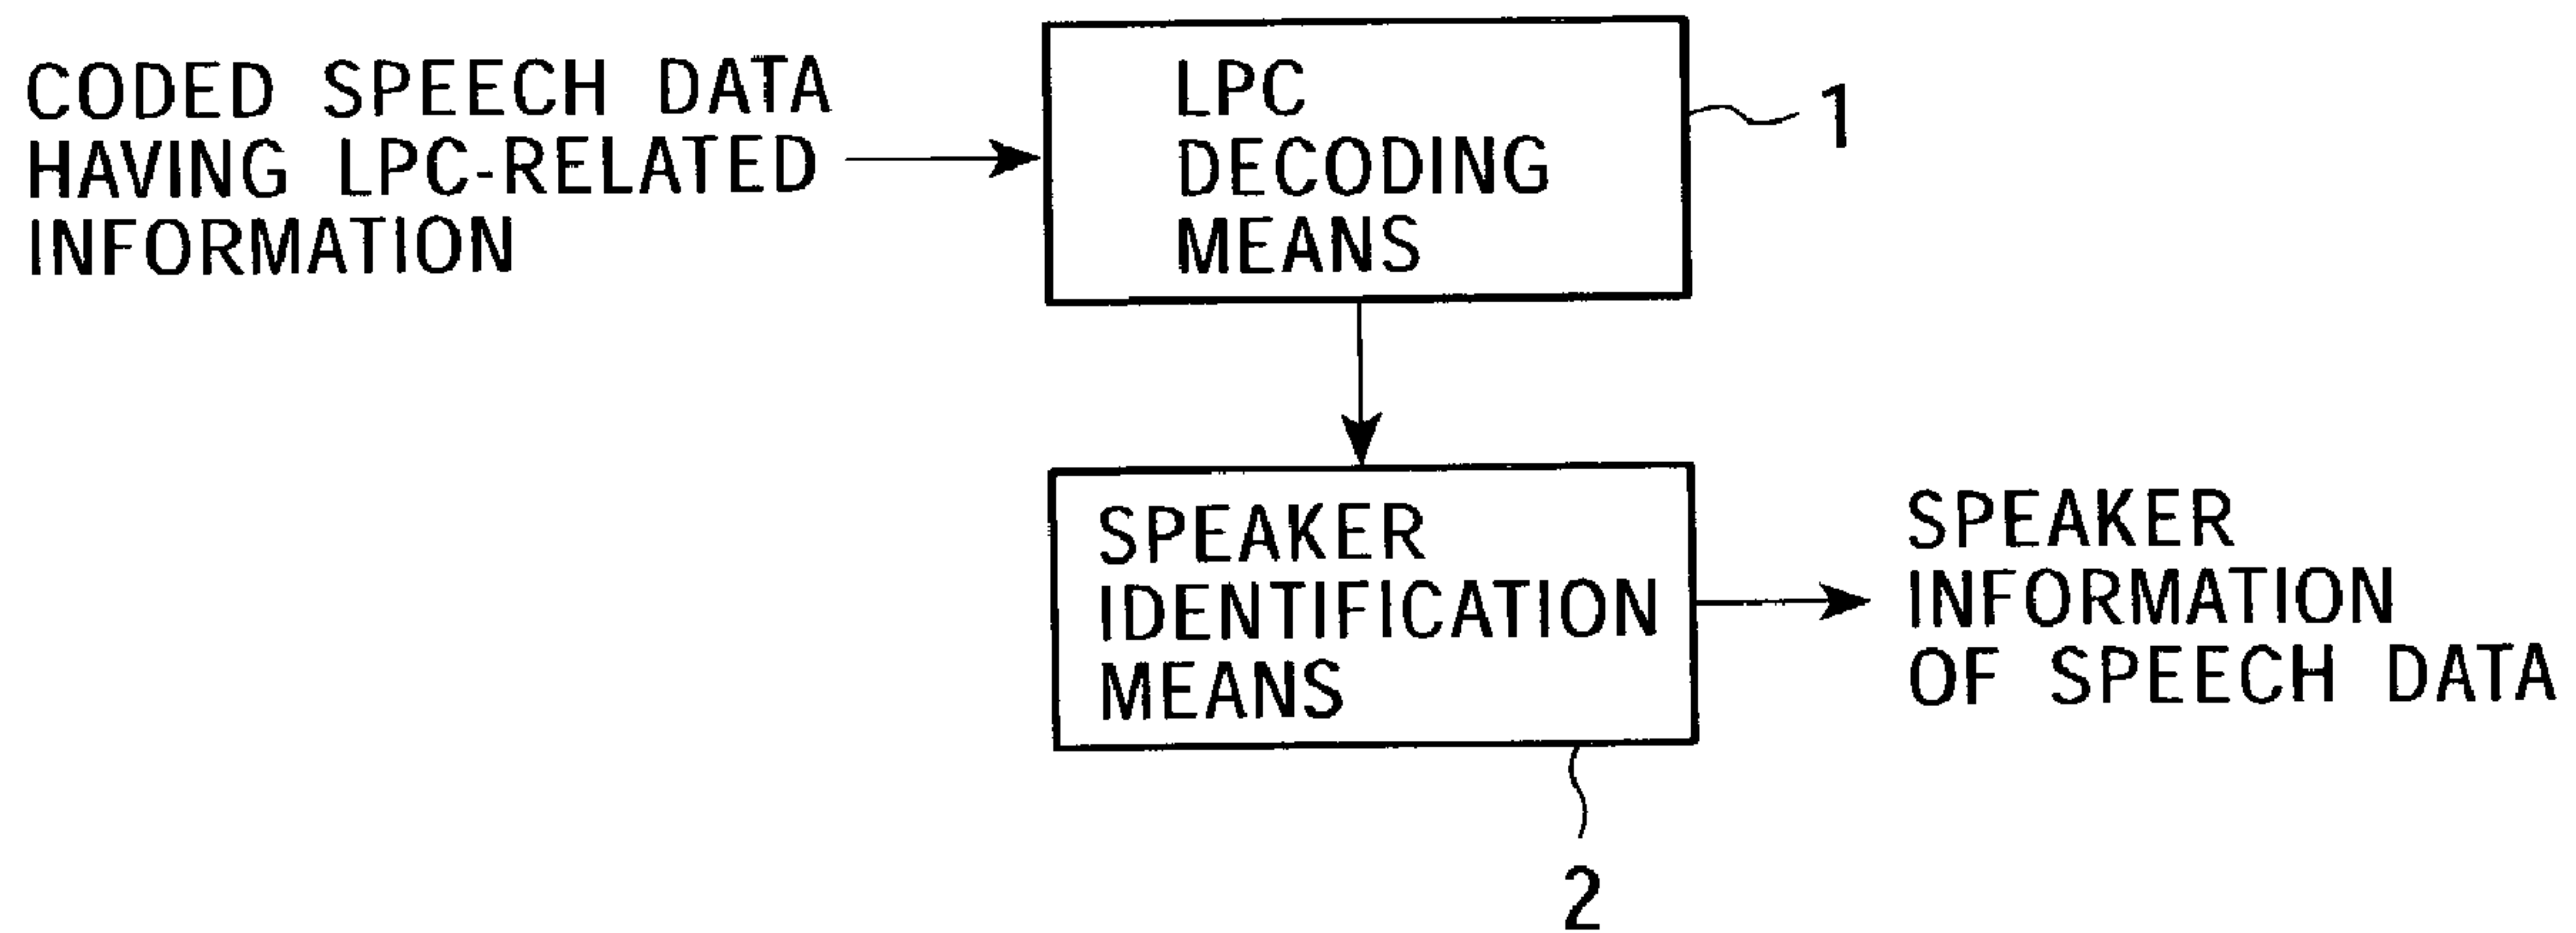 CODED SPEECH DATA
HAVING LPC-RELATED
INFORMATION
LPC
DECODING
MEANS
1
SPEAKER
IDENTIFICATION
MEANS
2
SPEAKER
INFORMATION
OF SPEECH DATA